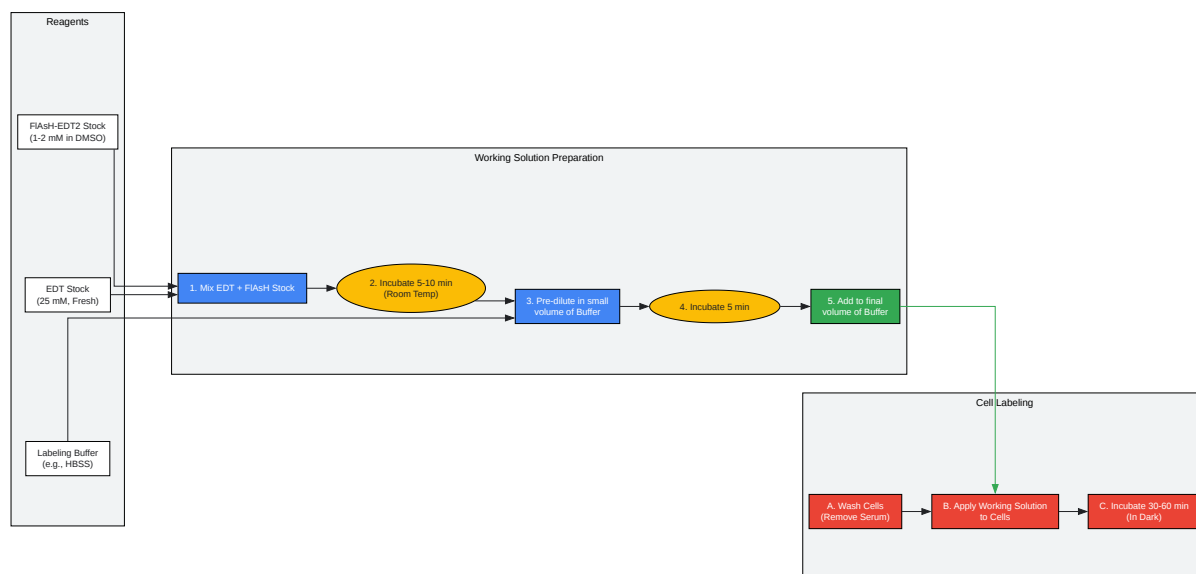 Reagents
FlAsH-EDT2 Stock
(1-2 mM in DMSO)
EDT Stock
(25 mM, Fresh)
Labeling Buffer
(e.g., HBSS)
Working Solution Preparation
1. Mix EDT + FlAsH Stock
2. Incubate 5-10 min
(Room Temp)
3. Pre-dilute in small
volume of Buffer
4. Incubate 5 min
5. Add to final
volume of Buffer
Cell Labeling
A. Wash Cells
(Remove Serum)
B. Apply Working Solution
to Cells
C. Incubate 30-60 min
(In Dark)